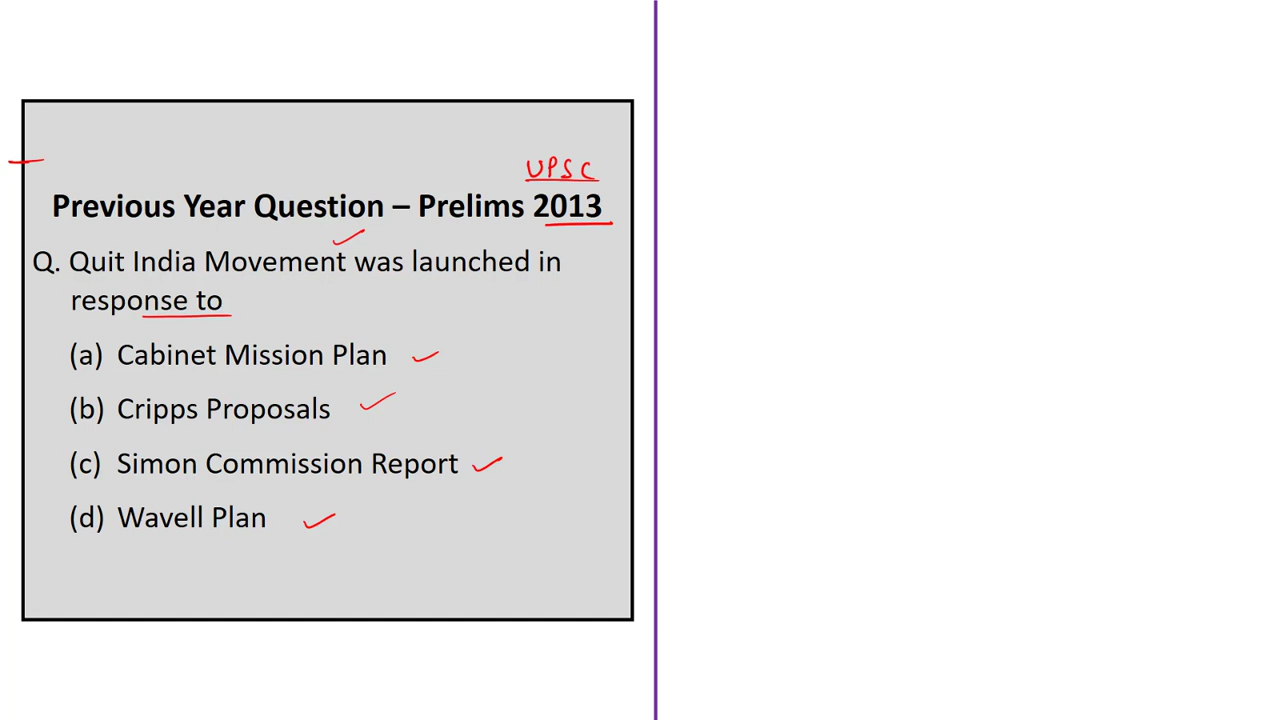 UPSC
Previous Year Question – Prelims 2013
Q. Quit India Movement was launched in
response to
(a) Cabinet Mission Plan
(b) Cripps Proposals
(c) Simon Commission Report
(d) Wavell Plan